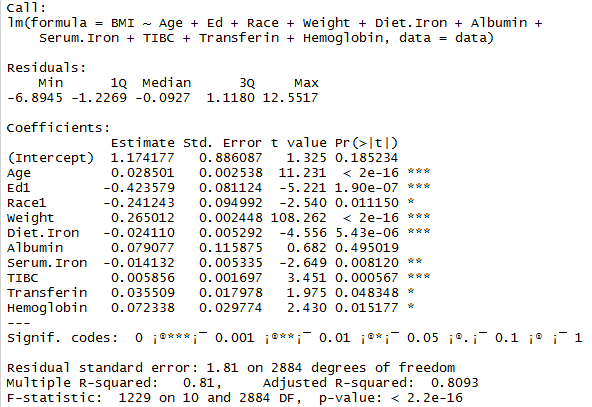 Call:
lm(formula = BMI ~ Age + Ed + Race + Weight + Diet.Iron + Albumin +
    Serum.Iron + TIBC + Transferin + Hemoglobin, data = data)
Residuals:
    Min      1Q  Median      3Q     Max
-6.8945 -1.2269 -0.0927  1.1180 12.5517
Coefficients:
             Estimate Std. Error t value Pr(>|t|)
(Intercept)  1.174177   0.886087   1.325 0.185234
Age          0.028501   0.002538  11.231  < 2e-16 ***
Ed1         -0.423579   0.081124  -5.221 1.90e-07 ***
Race1       -0.241243   0.094992  -2.540 0.011150 *
Weight       0.265012   0.002448 108.262  < 2e-16 ***
Diet.Iron   -0.024110   0.005292  -4.556 5.43e-06 ***
Albumin      0.079077   0.115875   0.682 0.495019
Serum.Iron  -0.014132   0.005335  -2.649 0.008120 **
TIBC         0.005856   0.001697   3.451 0.000567 ***
Transferin   0.035509   0.017978   1.975 0.048348 *
Hemoglobin   0.072338   0.029774   2.430 0.015177 *
---
Signif. codes:  0 ¡®***¡¯ 0.001 ¡®**¡¯ 0.01 ¡®*¡¯ 0.05 ¡®.¡¯ 0.1 ¡® ¡¯ 1
Residual standard error: 1.81 on 2884 degrees of freedom
Multiple R-squared:   0.81,     Adjusted R-squared:  0.8093
F-statistic:  1229 on 10 and 2884 DF,  p-value: < 2.2e-16